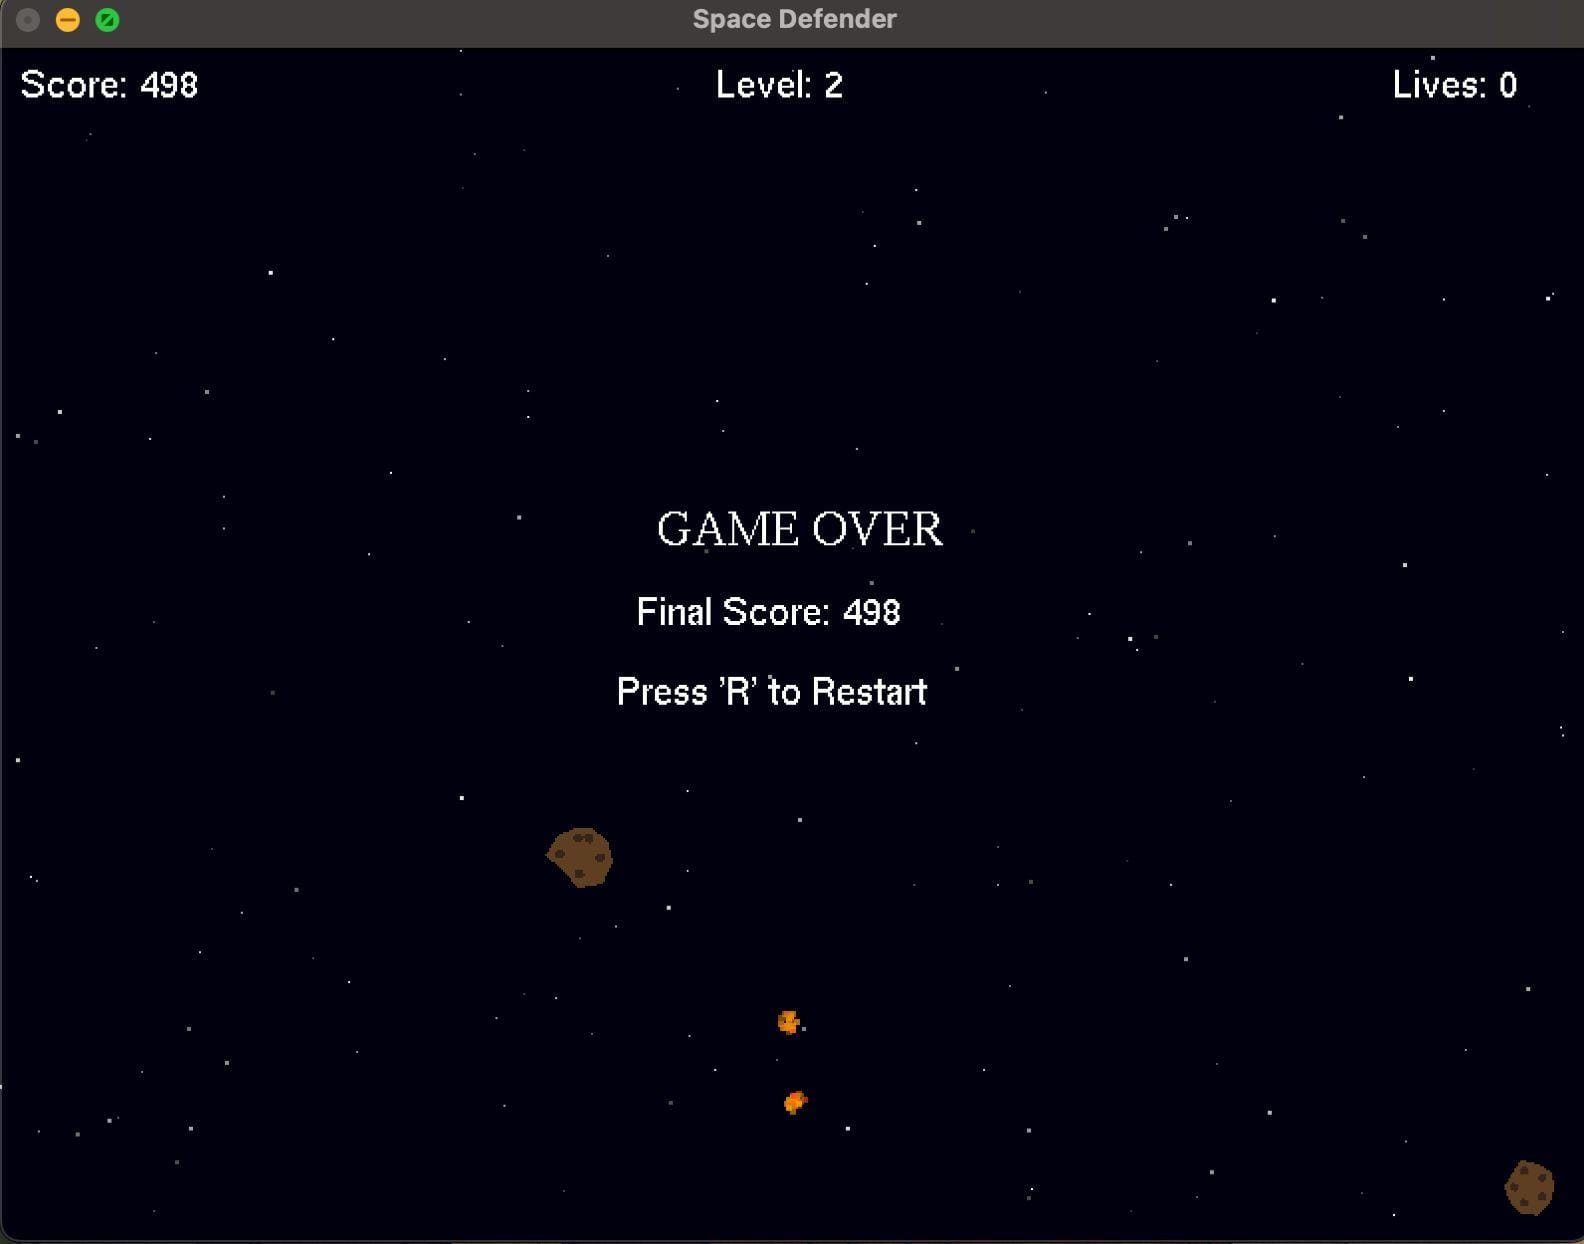 Space Defender
Score: 498
Level: 2
Lives: 0
GAME OVER
Final Score: 498
Press 'R' to Restart